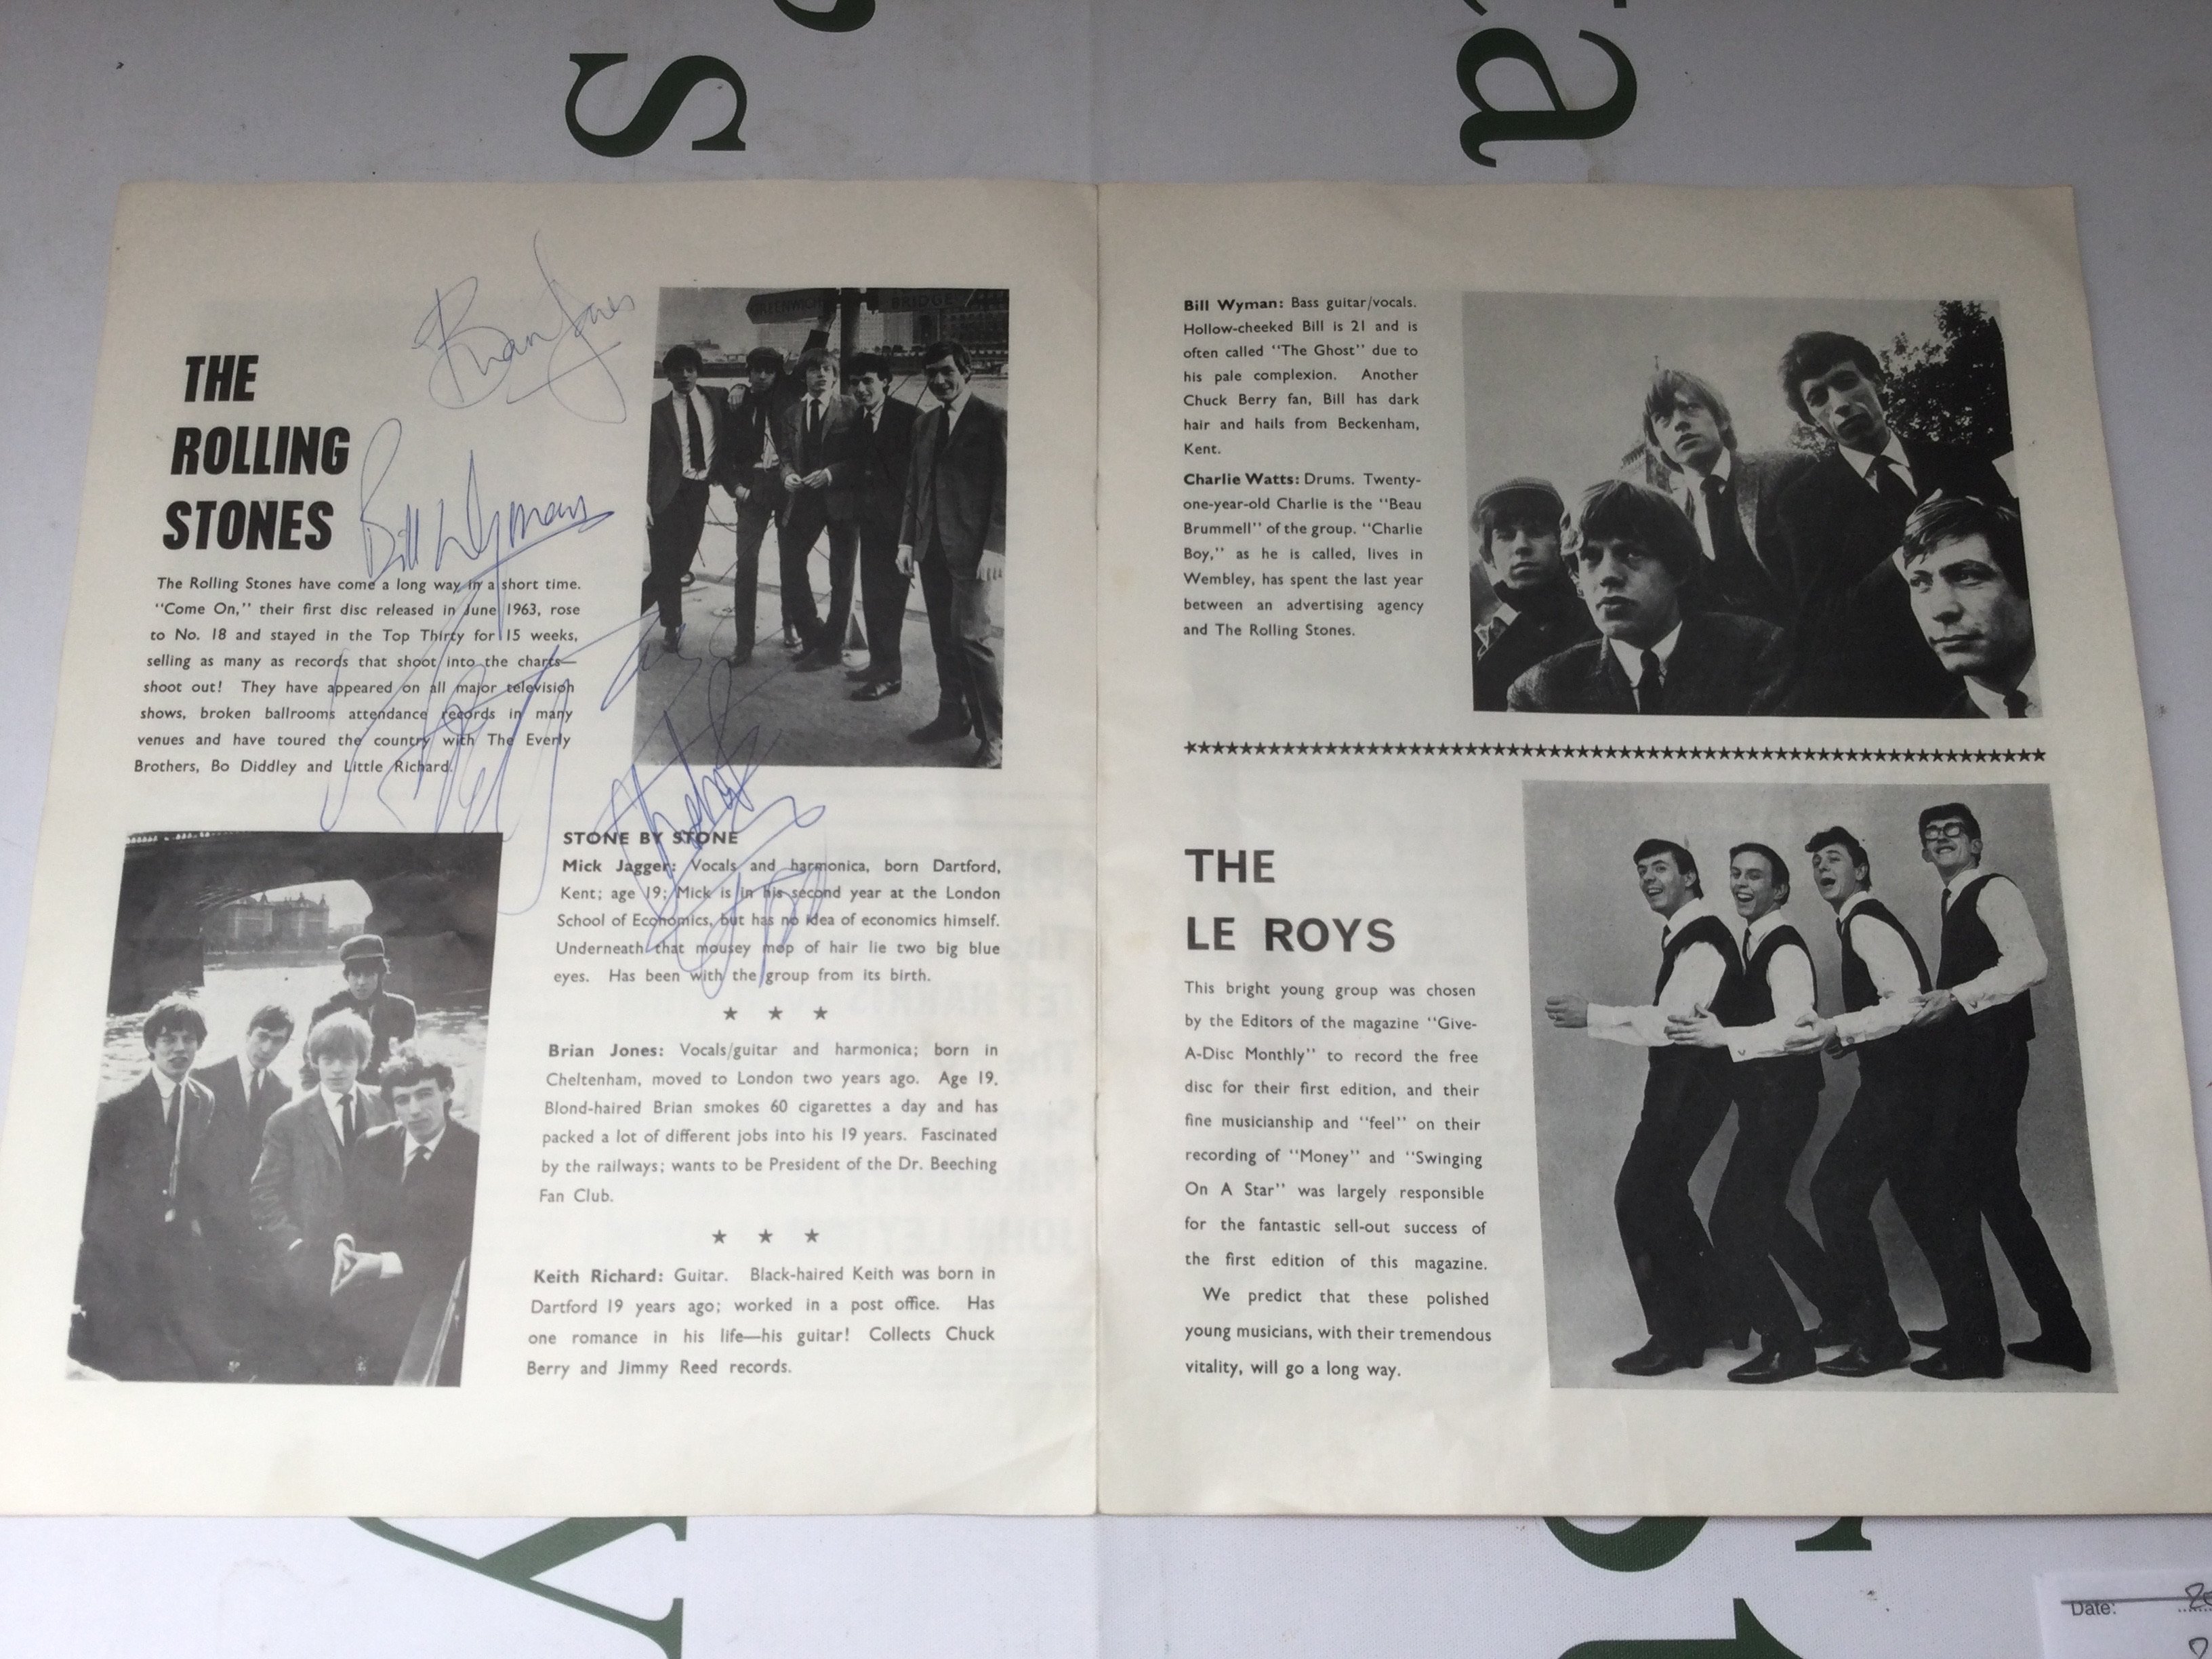 THE
ROLLING
STONES
Brian Jones
Bill Wyman
The Rolling Stones have come a long way in a short time.
"Come On," their first disc released in June 1963, rose
to No. 18 and stayed in the Top Thirty for 15 weeks,
selling as many as records that shoot into the charts—
shoot out! They have appeared on all major television
shows, broken ballrooms attendance records in many
venues and have toured the country with The Everly
Brothers, Bo Diddley and Little Richard.
GREENWICH
BRIDGE
STONE BY STONE
Mick Jagger: Vocals and harmonica, born Dartford,
Kent; age 19; Mick is in his second year at the London
School of Economics, but has no idea of economics himself.
Underneath that mousey mop of hair lie two big blue
eyes. Has been with the group from its birth.
★ ★ ★
Brian Jones: Vocals/guitar and harmonica; born in
Cheltenham, moved to London two years ago. Age 19.
Blond-haired Brian smokes 60 cigarettes a day and has
packed a lot of different jobs into his 19 years. Fascinated
by the railways; wants to be President of the Dr. Beeching
Fan Club.
★ ★ ★
Keith Richard: Guitar. Black-haired Keith was born in
Dartford 19 years ago; worked in a post office. Has
one romance in his life—his guitar! Collects Chuck
Berry and Jimmy Reed records.
Bill Wyman: Bass guitar/vocals.
Hollow-cheeked Bill is 21 and is
often called "The Ghost" due to
his pale complexion. Another
Chuck Berry fan, Bill has dark
hair and hails from Beckenham,
Kent.
Charlie Watts: Drums. Twenty-
one-year-old Charlie is the "Beau
Brummell" of the group. "Charlie
Boy," as he is called, lives in
Wembley, has spent the last year
between an advertising agency
and The Rolling Stones.
THE
LE ROYS
This bright young group was chosen
by the Editors of the magazine "Give-
A-Disc Monthly" to record the free
disc for their first edition, and their
fine musicianship and "feel" on their
recording of "Money" and "Swinging
On A Star" was largely responsible
for the fantastic sell-out success of
the first edition of this magazine.
We predict that these polished
young musicians, with their tremendous
vitality, will go a long way.
Date: